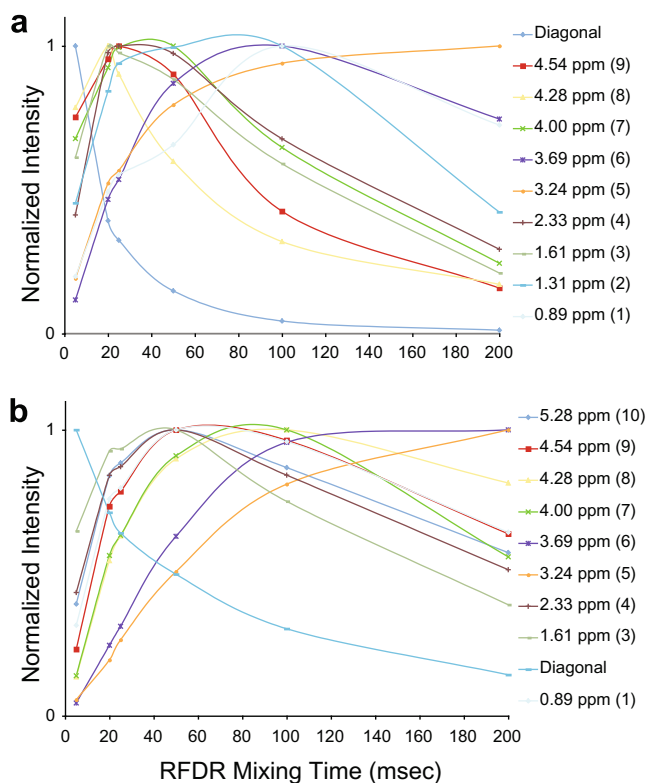 a
1
Normalized Intensity
0
0 20 40 60 80 100 120 140 160 180 200
Diagonal
4.54 ppm (9)
4.28 ppm (8)
4.00 ppm (7)
3.69 ppm (6)
3.24 ppm (5)
2.33 ppm (4)
1.61 ppm (3)
1.31 ppm (2)
0.89 ppm (1)
b
1
Normalized Intensity
0
0 20 40 60 80 100 120 140 160 180 200
RFDR Mixing Time (msec)
5.28 ppm (10)
4.54 ppm (9)
4.28 ppm (8)
4.00 ppm (7)
3.69 ppm (6)
3.24 ppm (5)
2.33 ppm (4)
1.61 ppm (3)
Diagonal
0.89 ppm (1)